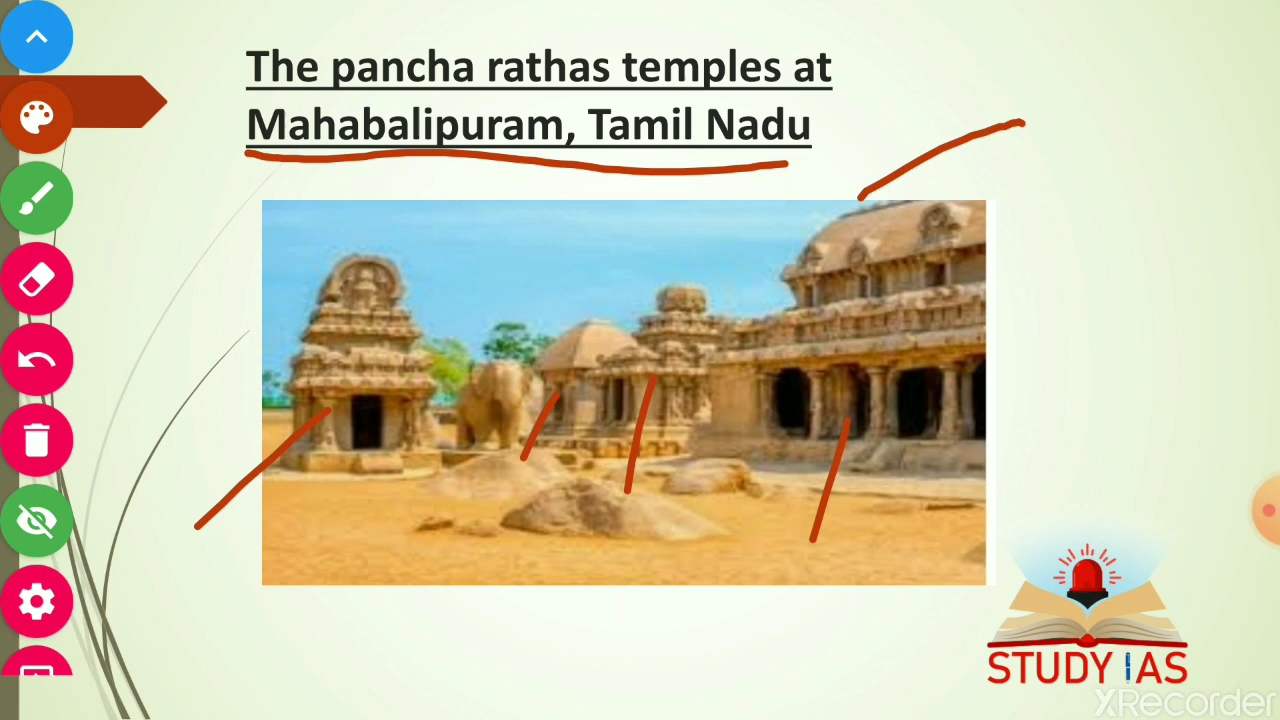 The pancha rathas temples at
Mahabalipuram, Tamil Nadu
STUDY IAS
XRecorder